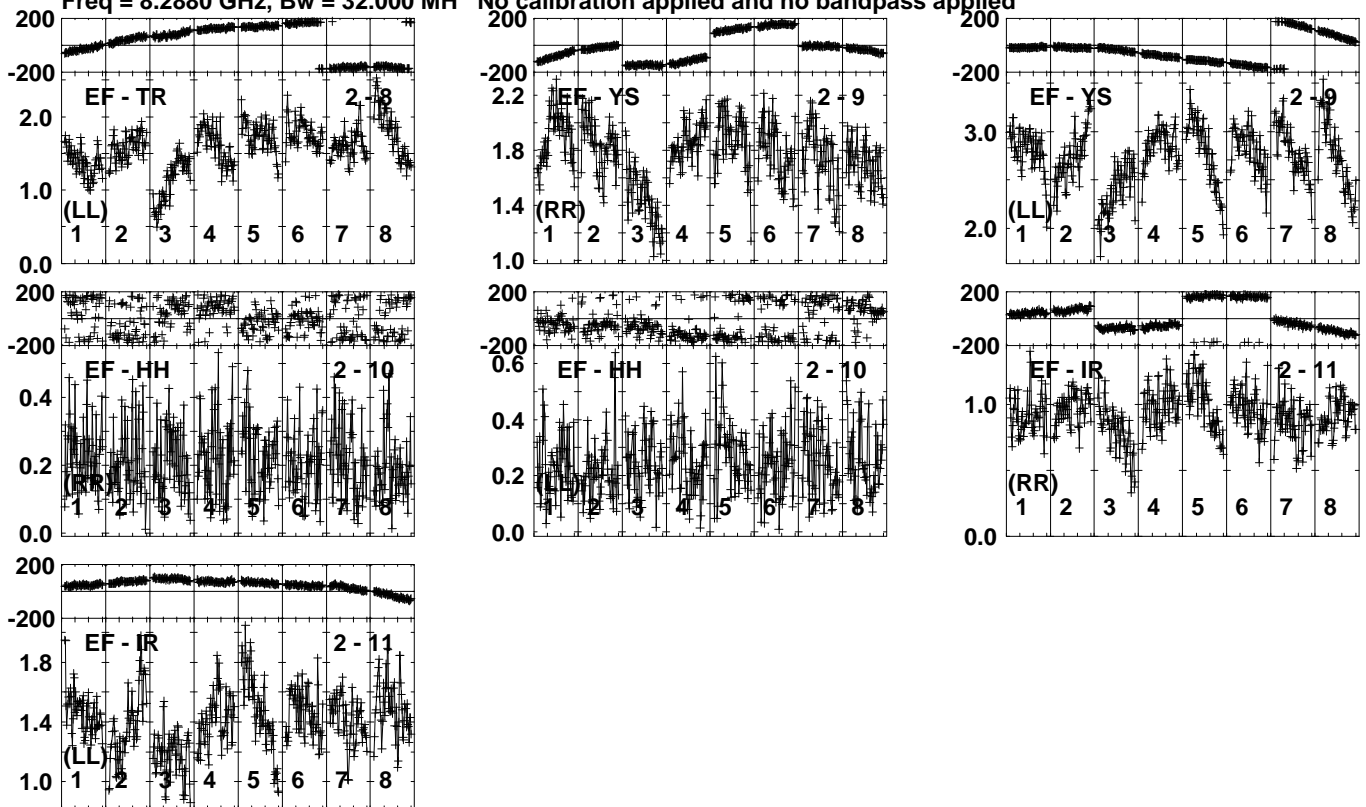 Freq = 8.2880 GHz, Bw = 32.000 MH No calibration applied and no bandpass applied
200
-200
EF - TR 2 - 8
2.0
1.0
(LL)
1 2 3 4 5 6 7 8
0.0
200
-200
EF - YS 2 - 9
2.2
1.8
1.4
(RR)
1 2 3 4 5 6 7 8
1.0
200
-200
EF - YS 2 - 9
3.0
(LL)
2.0
1 2 3 4 5 6 7 8
200
-200
EF - HH 2 - 10
0.4
0.2
(RR)
1 2 3 4 5 6 7 8
0.0
200
-200
0.6
EF - HH 2 - 10
0.4
0.2
(LL)
1 2 3 4 5 6 7 8
0.0
200
-200
EF - IR 2 - 11
1.0
(RR)
1 2 3 4 5 6 7 8
0.0
200
-200
EF - IR 2 - 11
1.8
1.4
(LL)
1.0
1 2 3 4 5 6 7 8